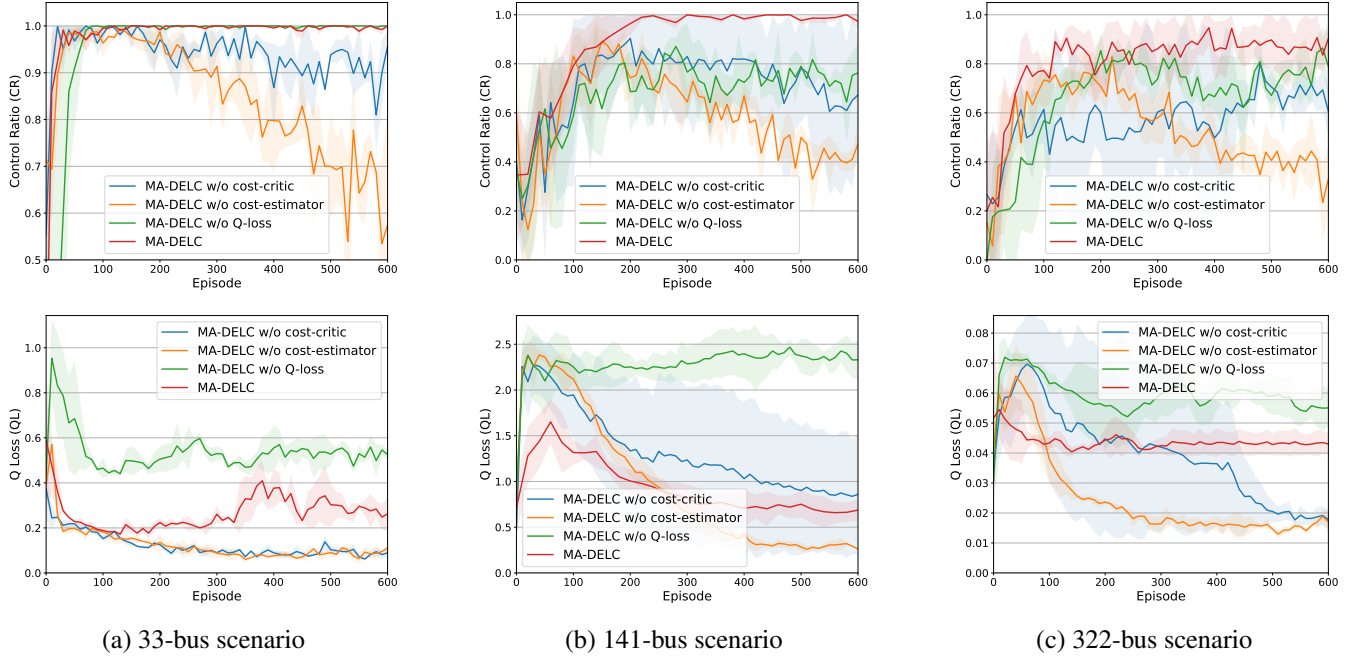 Control Ratio (CR)
1.0
0.9
0.8
0.7
0.6
0.5
MA-DELC w/o cost-critic
MA-DELC w/o cost-estimator
MA-DELC w/o Q-loss
MA-DELC
0 100 200 300 400 500 600
Episode
Control Ratio (CR)
1.0
0.8
0.6
0.4
0.2
0.0
MA-DELC w/o cost-critic
MA-DELC w/o cost-estimator
MA-DELC w/o Q-loss
MA-DELC
0 100 200 300 400 500 600
Episode
Control Ratio (CR)
1.0
0.8
0.6
0.4
0.2
0.0
MA-DELC w/o cost-critic
MA-DELC w/o cost-estimator
MA-DELC w/o Q-loss
MA-DELC
0 100 200 300 400 500 600
Episode
Q Loss (QL)
1.0
0.8
0.6
0.4
0.2
0.0
MA-DELC w/o cost-critic
MA-DELC w/o cost-estimator
MA-DELC w/o Q-loss
MA-DELC
0 100 200 300 400 500 600
Episode
Q Loss (QL)
2.5
2.0
1.5
1.0
0.5
0.0
MA-DELC w/o cost-critic
MA-DELC w/o cost-estimator
MA-DELC w/o Q-loss
MA-DELC
0 100 200 300 400 500 600
Episode
Q Loss (QL)
0.08
0.07
0.06
0.05
0.04
0.03
0.02
0.01
0.00
MA-DELC w/o cost-critic
MA-DELC w/o cost-estimator
MA-DELC w/o Q-loss
MA-DELC
0 100 200 300 400 500 600
Episode
(a) 33-bus scenario
(b) 141-bus scenario
(c) 322-bus scenario